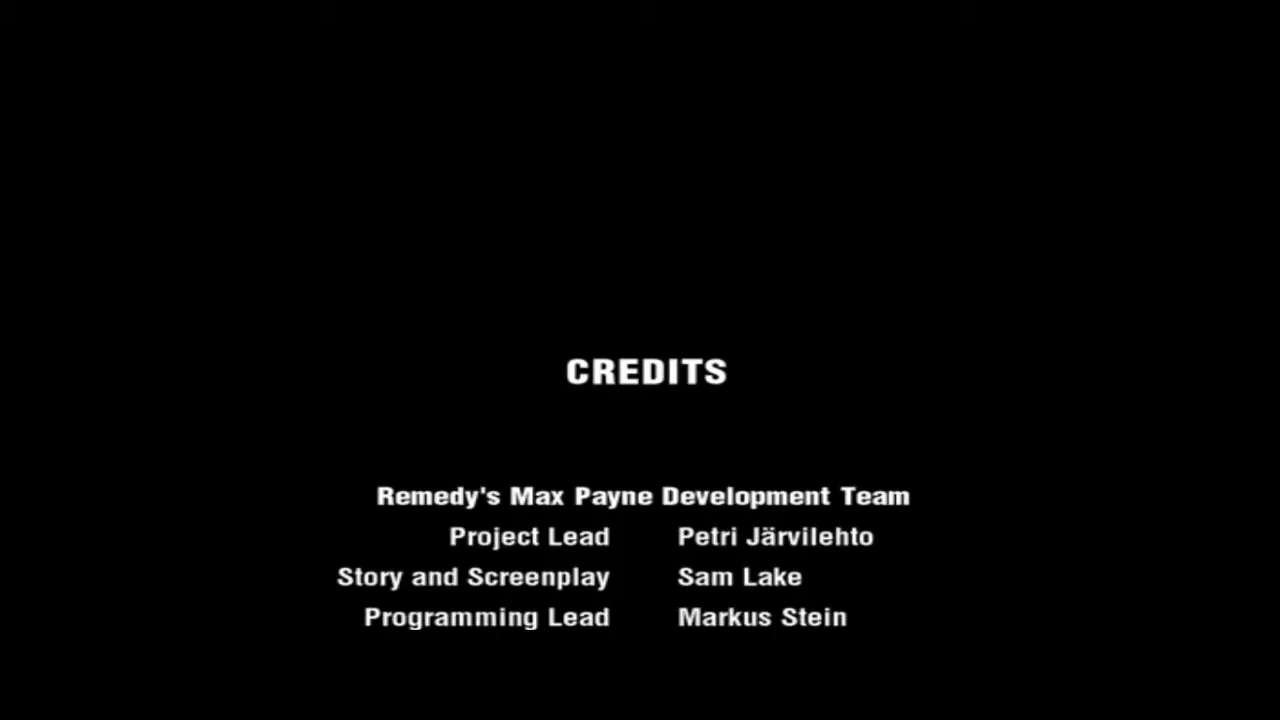 CREDITS
Remedy's Max Payne Development Team
Project Lead Petri Järvilehto
Story and Screenplay Sam Lake
Programming Lead Markus Stein